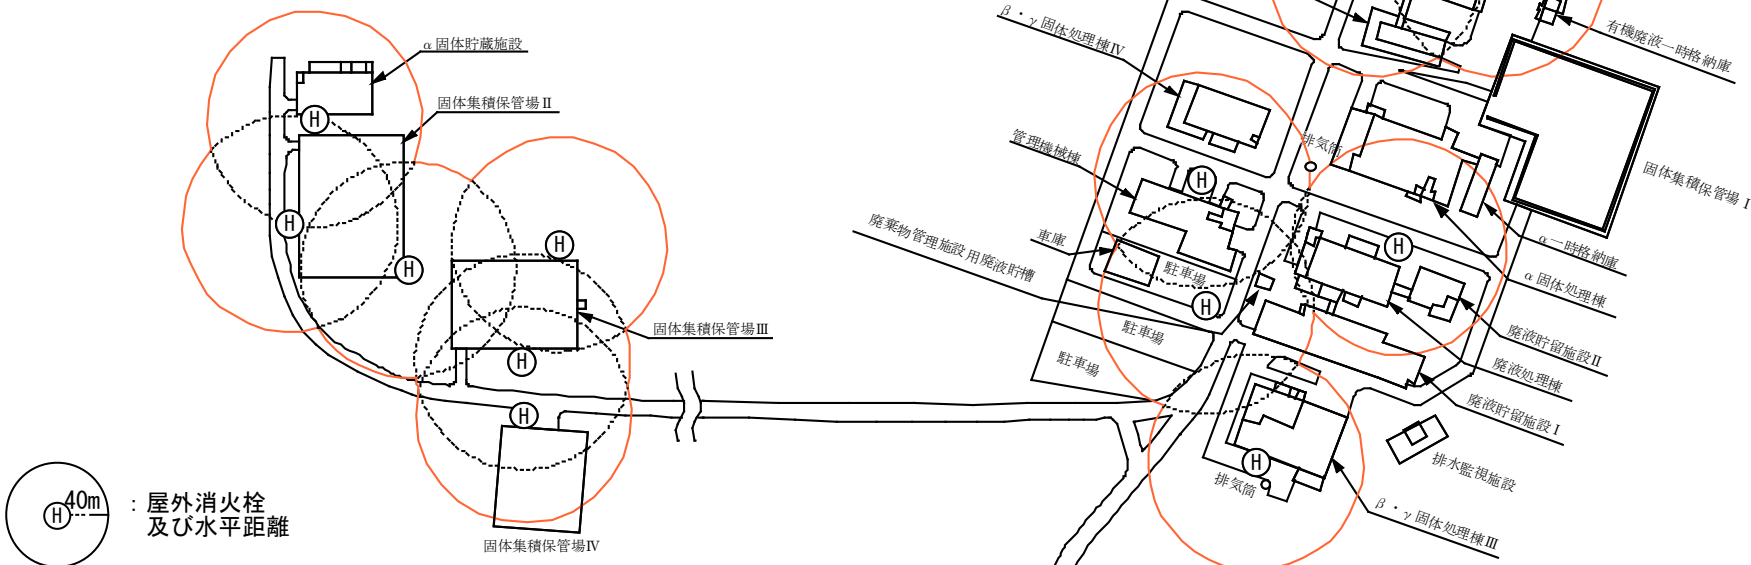 α固体貯蔵施設
固体集積保管場Ⅱ
H
H
H
H
固体集積保管場Ⅲ
H
H
固体集積保管場Ⅳ
40m
H
：屋外消火栓
及び水平距離
β・γ固体処理棟Ⅳ
有機廃液一時格納庫
管理機械棟
排気筒
固体集積保管場Ⅰ
H
廃棄物管理施設用廃液貯槽
車庫
駐車場
H
α一時格納庫
α固体処理棟
H
駐車場
駐車場
廃液貯留施設Ⅱ
廃液処理棟
廃液貯留施設Ⅰ
排水監視施設
H
排気筒
β・γ固体処理棟Ⅲ